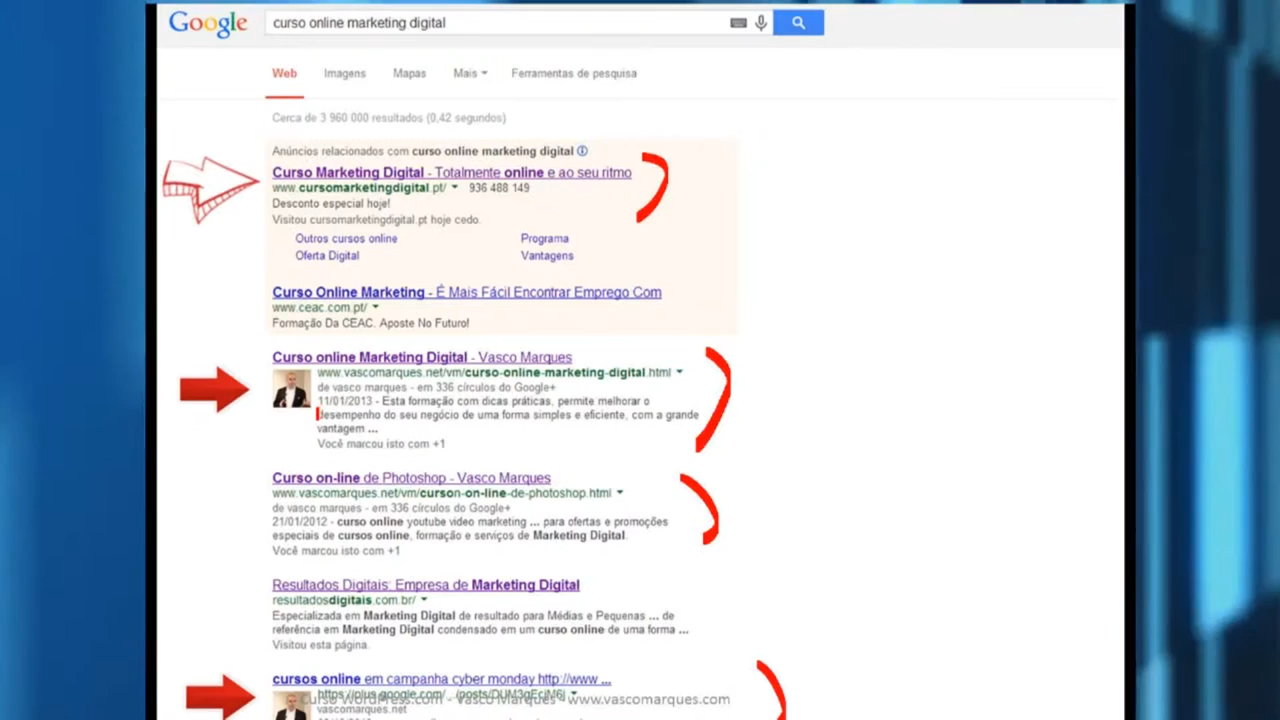 Google
curso online marketing digital
Web Imagens Mapas Mais Ferramentas de pesquisa
Cerca de 3 960 000 resultados (0,42 segundos)
Anúncios relacionados com curso online marketing digital
Curso Marketing Digital - Totalmente online e ao seu ritmo
www.cursomarketingdigital.pt/ 936 488 149
Desconto especial hoje!
Visitou cursomarketingdigital.pt hoje cedo.
Outros cursos online Programa
Oferta Digital Vantagens
Curso Online Marketing - É Mais Fácil Encontrar Emprego Com
www.ceac.com.pt/
Formação Da CEAC. Aposte No Futuro!
Curso online Marketing Digital - Vasco Marques
www.vascomarques.net/vm/curso-online-marketing-digital.html
de vasco marques - em 336 círculos do Google+
11/01/2013 - Esta formação com dicas práticas, permite melhorar o
desempenho do seu negócio de uma forma simples e eficiente, com a grande
vantagem ...
Você marcou isto com +1
Curso on-line de Photoshop - Vasco Marques
www.vascomarques.net/vm/curson-on-line-de-photoshop.html
de vasco marques - em 336 círculos do Google+
21/01/2012 - curso online youtube video marketing ... para ofertas e promoções
especiais de cursos online, formação e serviços de Marketing Digital.
Você marcou isto com +1
Resultados Digitais: Empresa de Marketing Digital
resultadosdigitais.com.br/
Especializada em Marketing Digital de resultado para Médias e Pequenas ... de
referência em Marketing Digital condensado em um curso online de uma forma ...
Visitou esta página.
cursos online em campanha cyber monday http://www ...
https://plus.google.com/
Curso WordPress.com - Vasco Marques - www.vascomarques.com
vascomarques.net